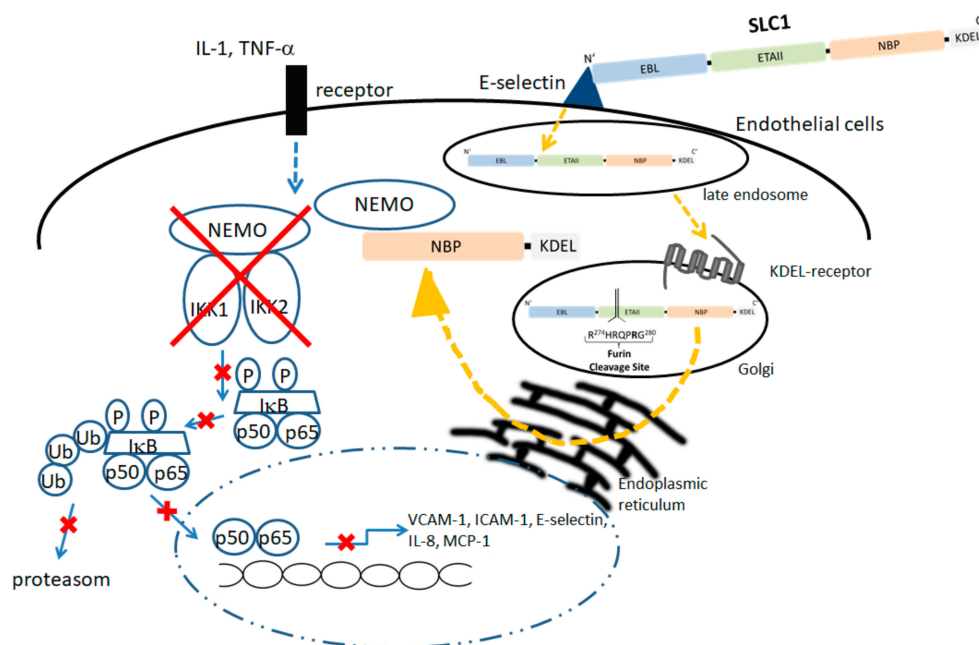 SLC1
N' EBL ETAII NBP KDEL
IL-1, TNF-α
receptor
E-selectin
Endothelial cells
N' EBL ETAII NBP KDEL C'
late endosome
NEMO
NEMO
NBP KDEL
KDEL-receptor
IKK1 IKK2
N' EBL ETAII NBP KDEL C'
R274HRQPRG280
Furin
Cleavage Site
Golgi
P P
IκB
p50 p65
P P
Ub Ub IκB
Ub p50 p65
Endoplasmic
reticulum
VCAM-1, ICAM-1, E-selectin,
IL-8, MCP-1
p50 p65
proteasom